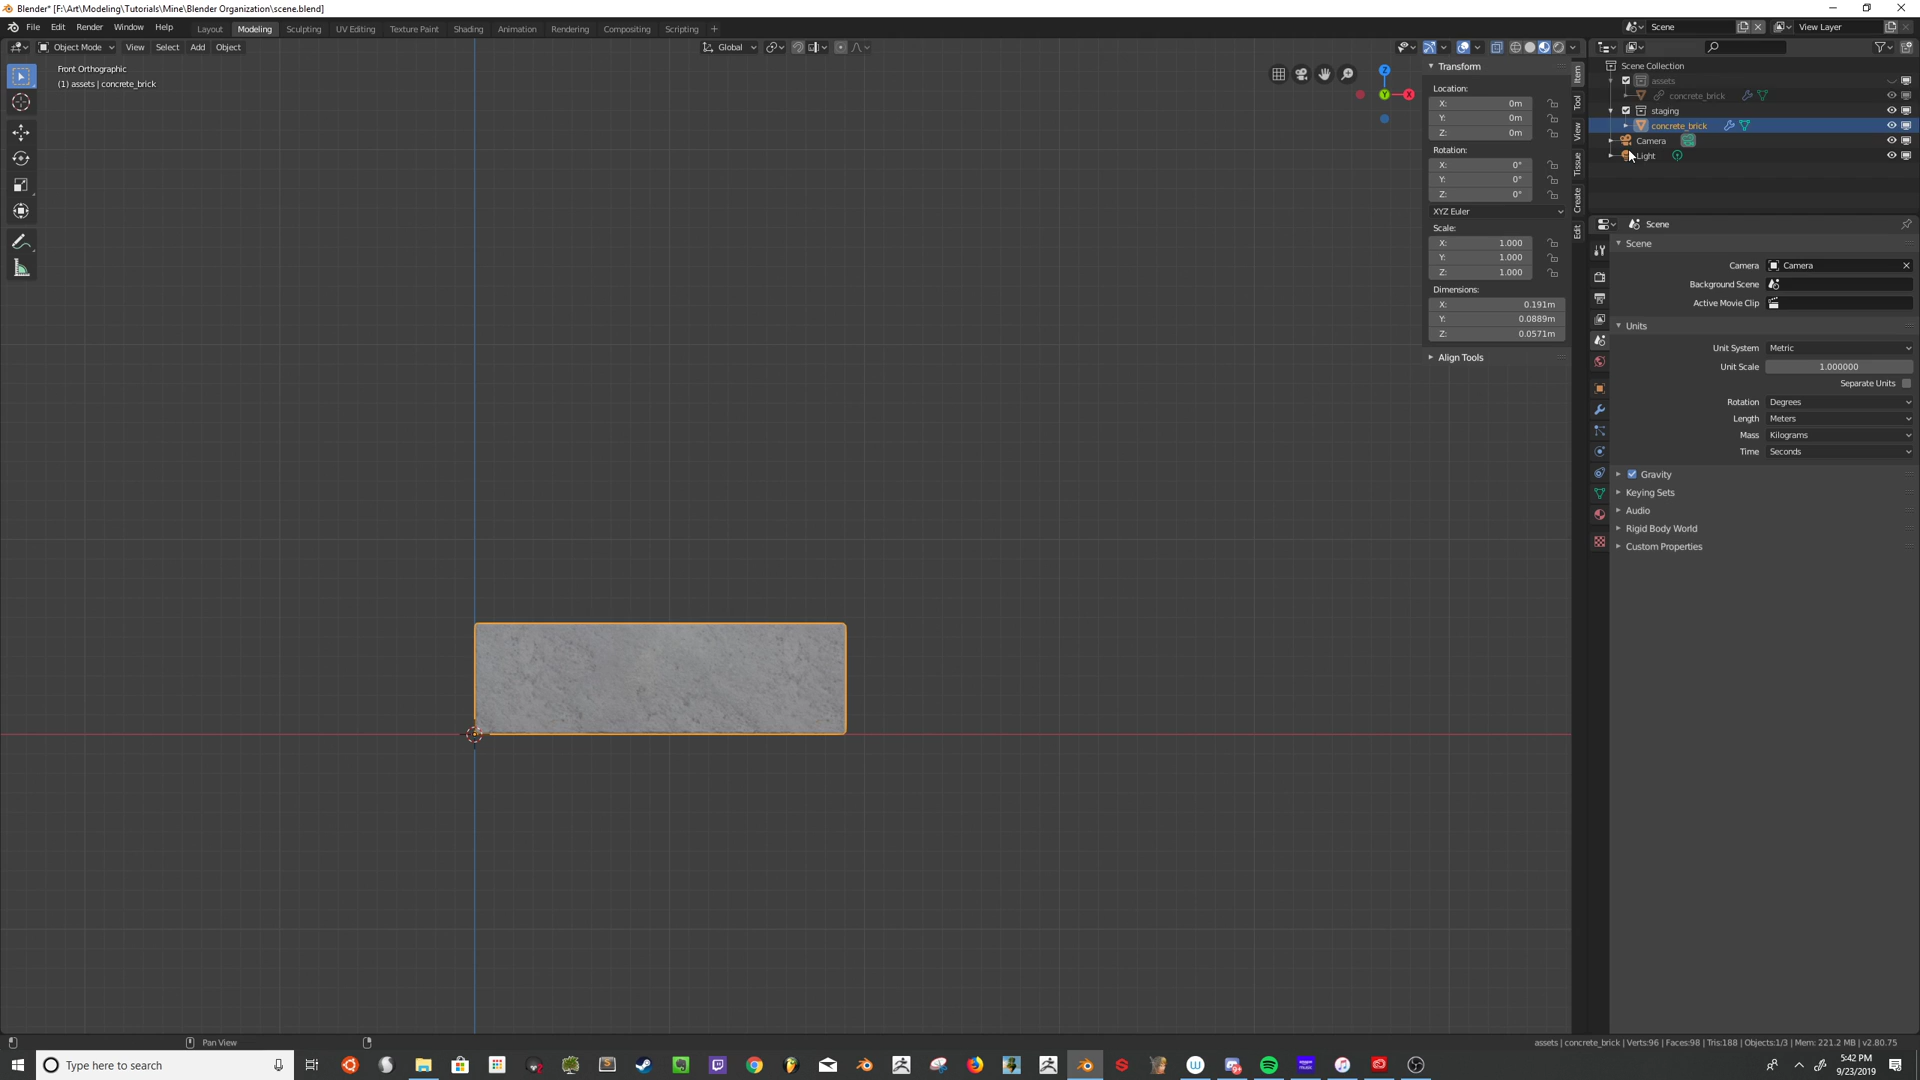 Blender* [F:\Art\Modeling\Tutorials\Mine\Blender Organization\scene.blend]
File Edit Render Window Help Layout Modeling Sculpting UV Editing Texture Paint Shading Animation Rendering Compositing Scripting + Scene View Layer
Object Mode View Select Add Object Global
Front Orthographic
(1) assets | concrete_brick
Z
Y
X
Transform
Location:
X: 0m
Y: 0m
Z: 0m
Rotation:
X: 0°
Y: 0°
Z: 0°
XYZ Euler
Scale:
X: 1.000
Y: 1.000
Z: 1.000
Dimensions:
X: 0.191m
Y: 0.0889m
Z: 0.0571m
Align Tools
Item
Tool
View
Tissue
Create
Edit
Scene Collection
assets
concrete_brick
staging
concrete_brick
Camera
Light
Scene
Scene
Camera Camera
Background Scene
Active Movie Clip
Units
Unit System Metric
Unit Scale 1.000000
Separate Units
Rotation Degrees
Length Meters
Mass Kilograms
Time Seconds
Gravity
Keying Sets
Audio
Rigid Body World
Custom Properties
Pan View
assets | concrete_brick | Verts:96 | Faces:98 | Tris:188 | Objects:1/3 | Mem: 221.2 MB | v2.80.75
Type here to search
5:42 PM
9/23/2019